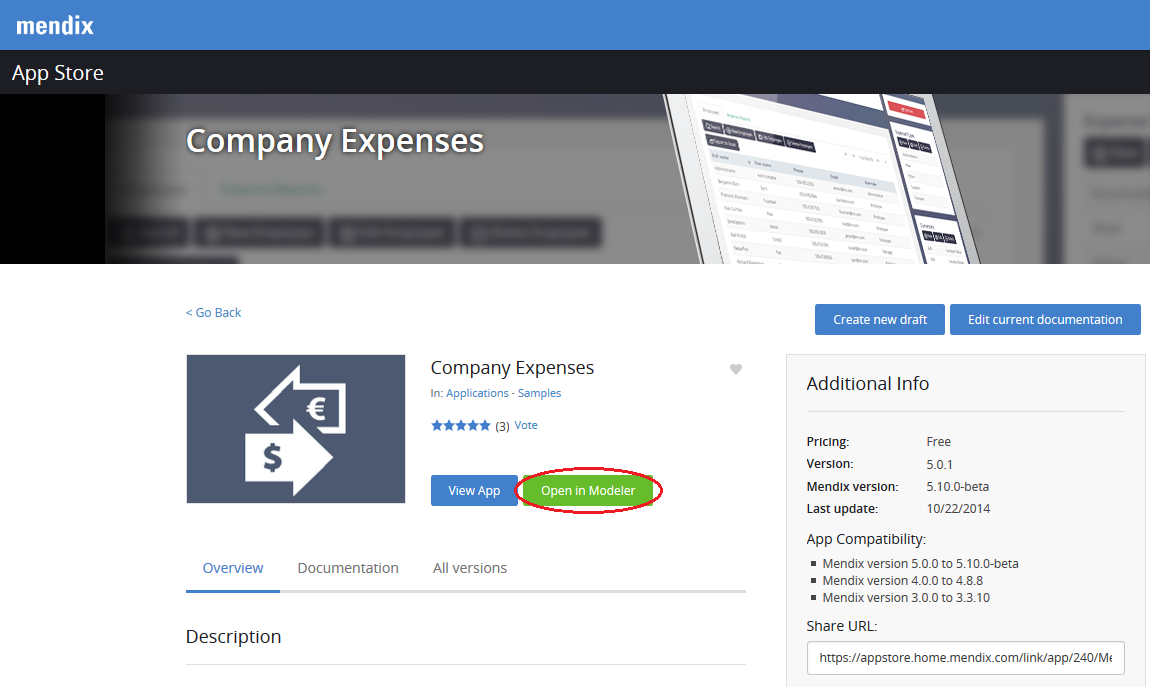 mendix
App Store
Company Expenses
< Go Back
Create new draft
Edit current documentation
Company Expenses
In: Applications - Samples
(3) Vote
View App
Open in Modeler
Overview
Documentation
All versions
Description
Additional Info
Pricing: Free
Version: 5.0.1
Mendix version: 5.10.0-beta
Last update: 10/22/2014
App Compatibility:
Mendix version 5.0.0 to 5.10.0-beta
Mendix version 4.0.0 to 4.8.8
Mendix version 3.0.0 to 3.3.10
Share URL:
https://appstore.home.mendix.com/link/app/240/Me